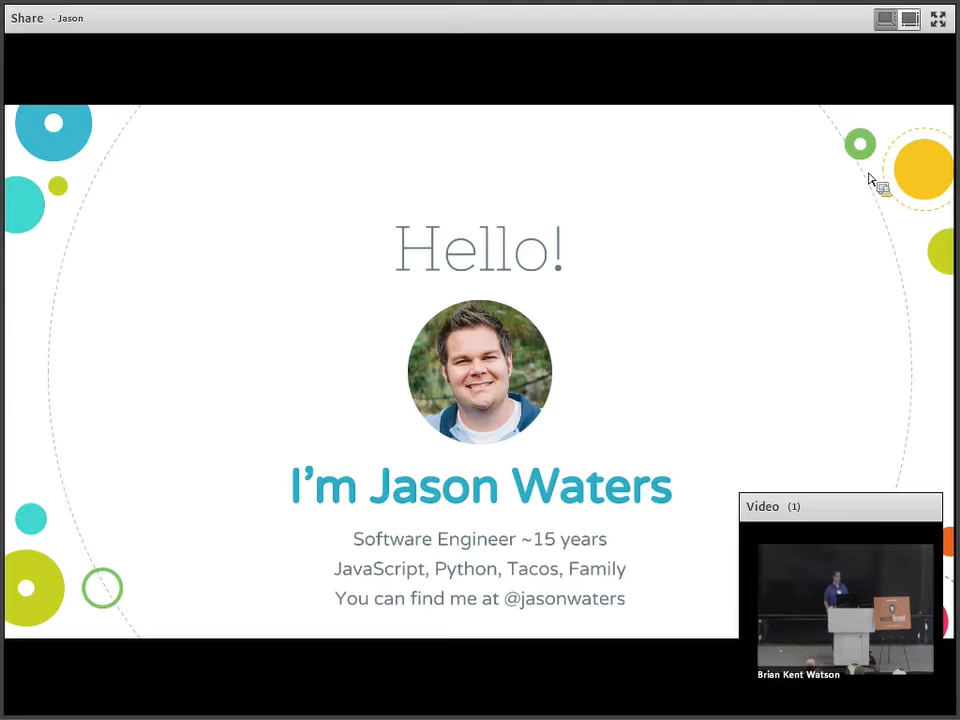 Share - Jason
Hello!
I'm Jason Waters
Software Engineer ~15 years
JavaScript, Python, Tacos, Family
You can find me at @jasonwaters
Video (1)
Brian Kent Watson